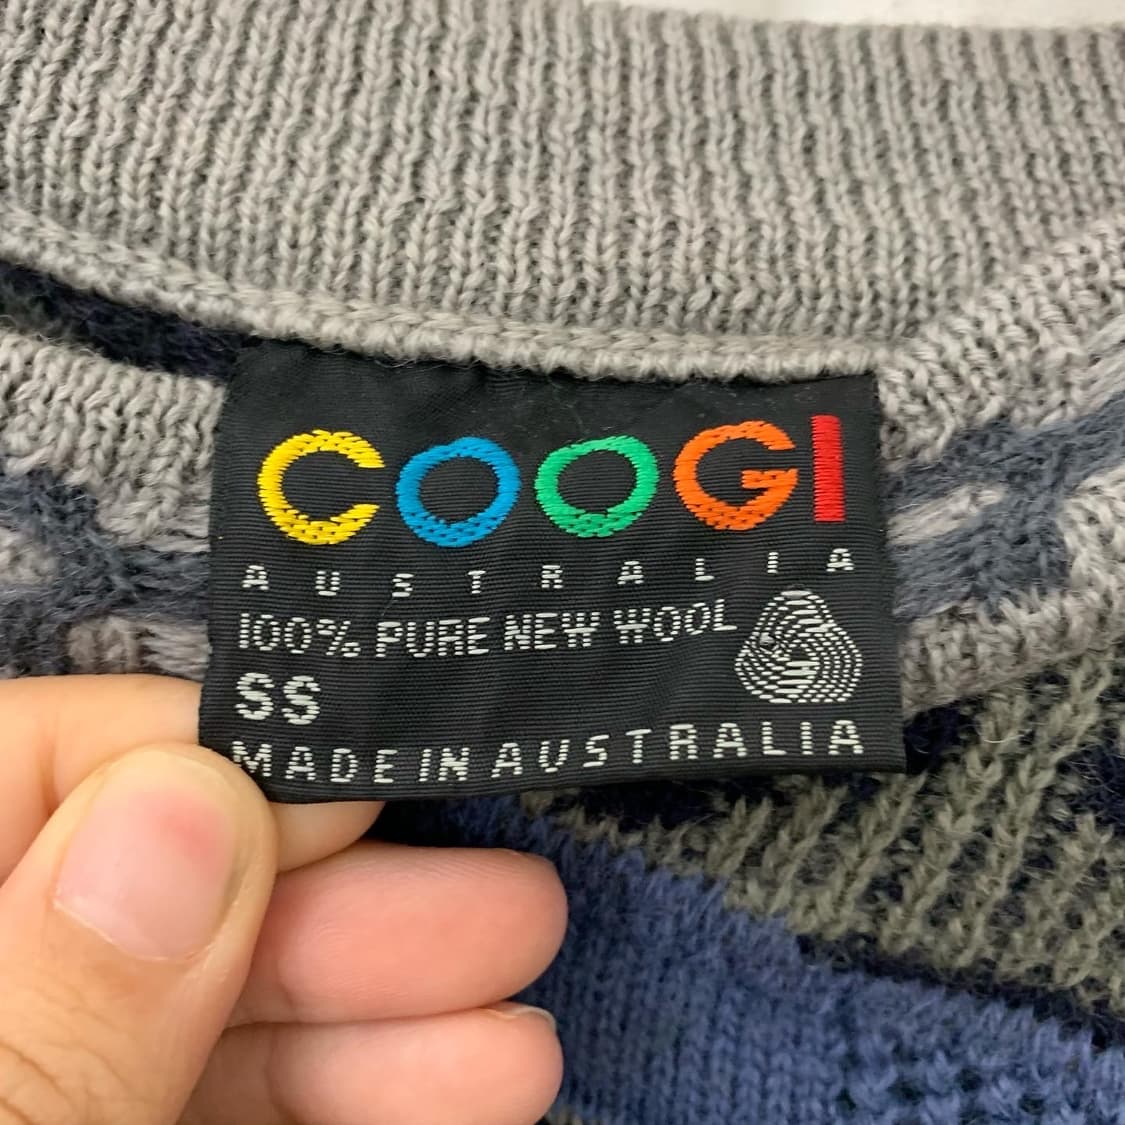 COOGI
AUSTRALIA
100% PURE NEW WOOL
SS
MADE IN AUSTRALIA